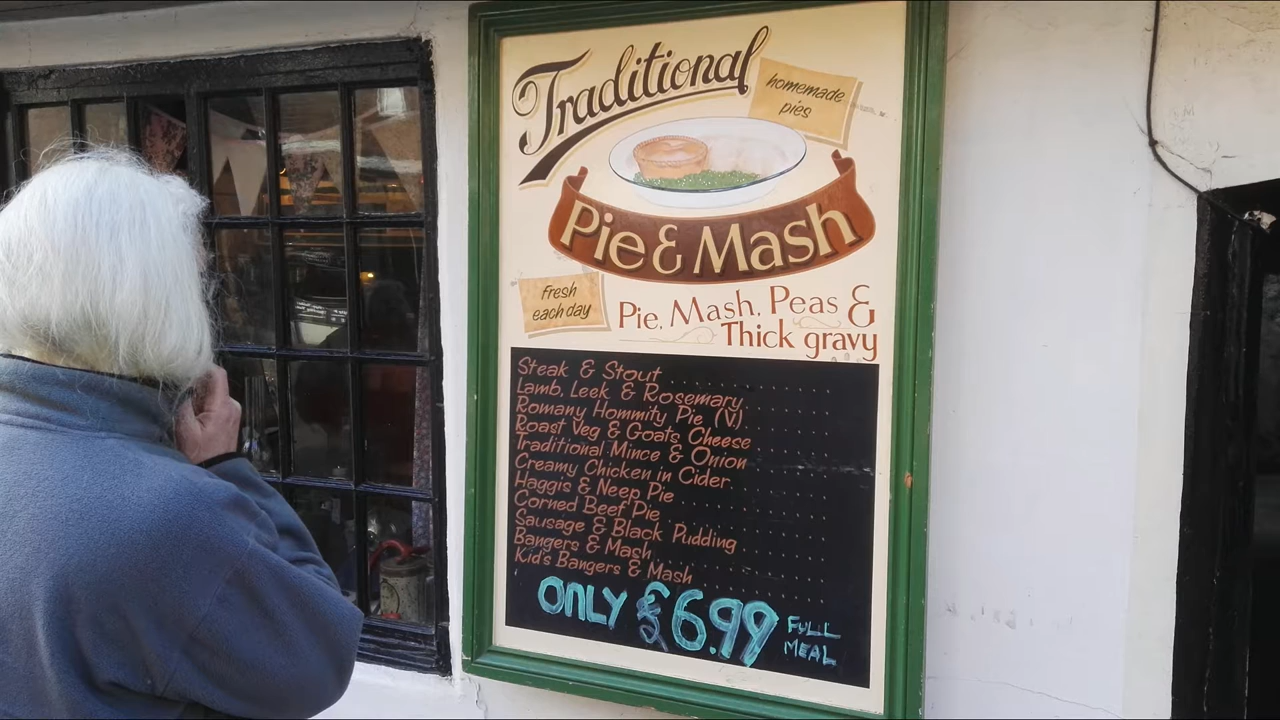 Traditional
homemade
pies
Pie & Mash
fresh
each day
Pie, Mash, Peas &
Thick gravy
Steak & Stout
Lamb, Leek & Rosemary
Romany Hommity Pie (V)
Roast Veg & Goats Cheese
Traditional Mince & Onion
Creamy Chicken in Cider
Haggis & Neep Pie
Corned Beef Pie
Sausage & Black Pudding
Bangers & Mash
Kid's Bangers & Mash
ONLY £6.99
FULL
MEAL